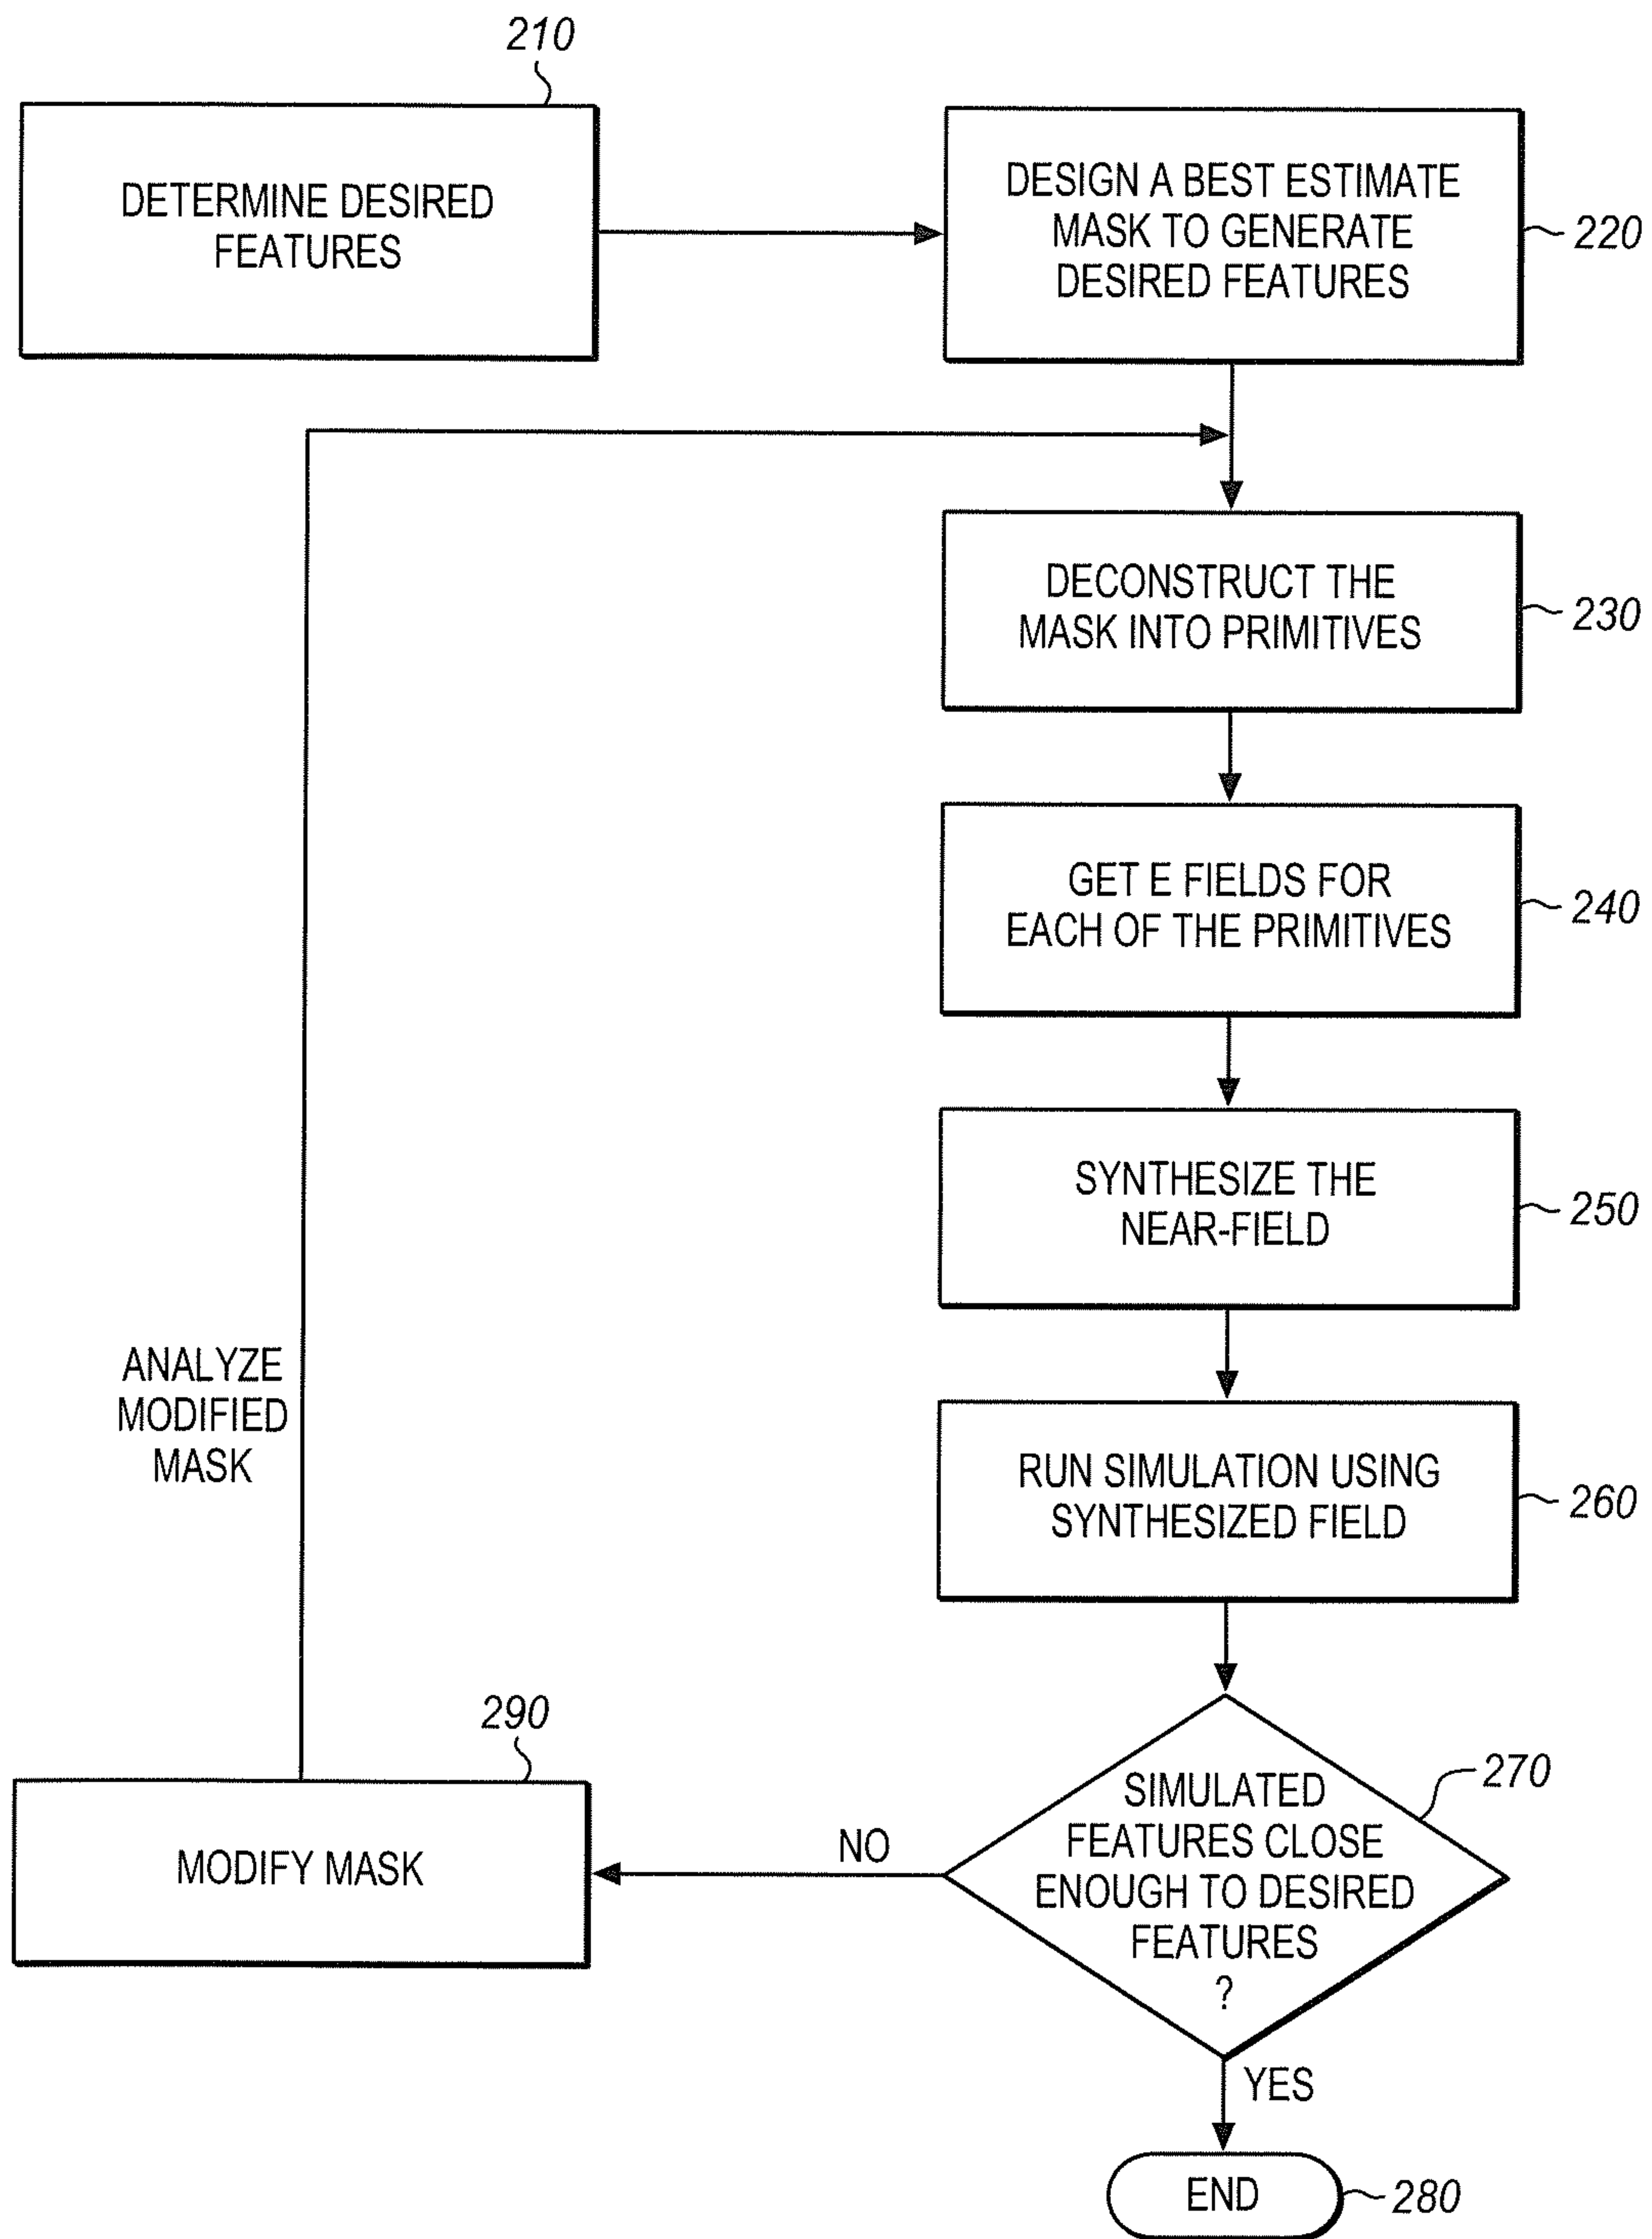 210
DETERMINE DESIRED
FEATURES
DESIGN A BEST ESTIMATE
MASK TO GENERATE
DESIRED FEATURES
220
DECONSTRUCT THE
MASK INTO PRIMITIVES
230
GET E FIELDS FOR
EACH OF THE PRIMITIVES
240
SYNTHESIZE THE
NEAR-FIELD
250
ANALYZE
MODIFIED
MASK
RUN SIMULATION USING
SYNTHESIZED FIELD
260
290
MODIFY MASK
NO
SIMULATED
FEATURES CLOSE
ENOUGH TO DESIRED
FEATURES
?
270
YES
END
280